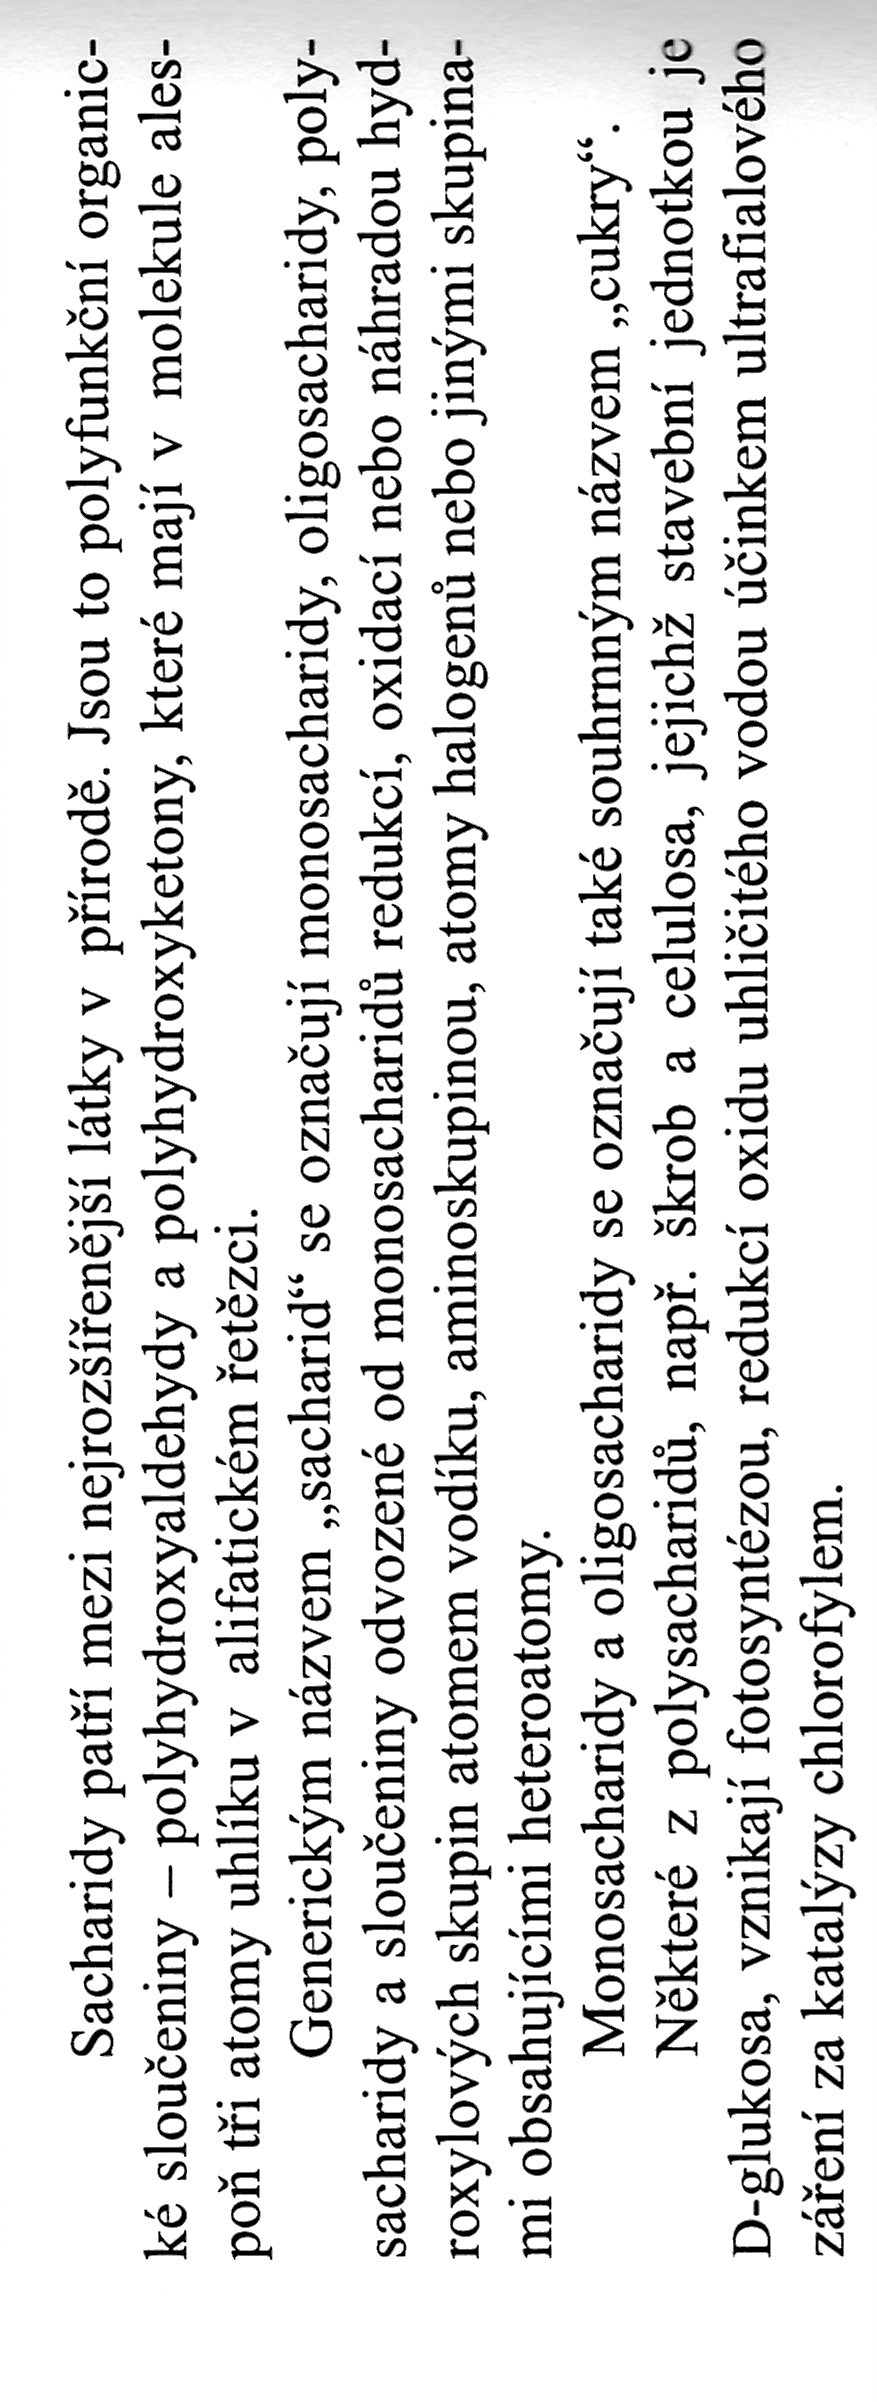 Sacharidy patří mezi nejrozšířenější látky v přírodě. Jsou to polyfunkční organic-
ké sloučeniny – polyhydroxyaldehydy a polyhydroxyketony, které mají v molekule ales-
poň tři atomy uhlíku v alifatickém řetězci.
Generickým názvem „sacharid“ se označují monosacharidy, oligosacharidy, poly-
sacharidy a sloučeniny odvozené od monosacharidů redukcí, oxidací nebo náhradou hyd-
roxylových skupin atomem vodíku, aminoskupinou, atomy halogenů nebo jinými skupina-
mi obsahujícími heteroatomy.
Monosacharidy a oligosacharidy se označují také souhrnným názvem „cukry“.
Některé z polysacharidů, např. škrob a celulosa, jejichž stavební jednotkou je
D-glukosa, vznikají fotosyntézou, redukcí oxidu uhličitého vodou účinkem ultrafialového
záření za katalýzy chlorofylem.